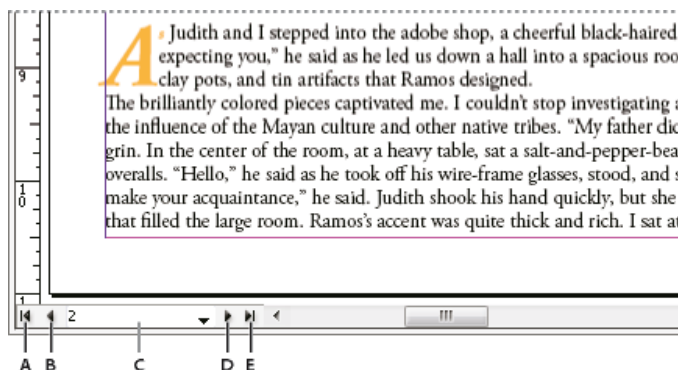 A Judith and I stepped into the adobe shop, a cheerful black-haired
expecting you,” he said as he led us down a hall into a spacious roo
9
clay pots, and tin artifacts that Ramos designed.
The brilliantly colored pieces captivated me. I couldn’t stop investigating a
the influence of the Mayan culture and other native tribes. “My father dic
grin. In the center of the room, at a heavy table, sat a salt-and-pepper-bea
overalls. “Hello,” he said as he took off his wire-frame glasses, stood, and s
10
make your acquaintance,” he said. Judith shook his hand quickly, but she
that filled the large room. Ramos’s accent was quite thick and rich. I sat at
2
A B C D E